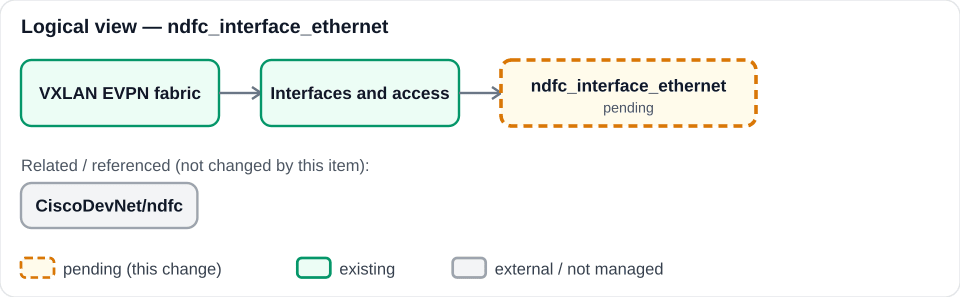 Logical view — ndfc_interface_ethernet
VXLAN EVPN fabric
Interfaces and access
ndfc_interface_ethernet
pending
Related / referenced (not changed by this item):
CiscoDevNet/ndfc
pending (this change)
existing
external / not managed